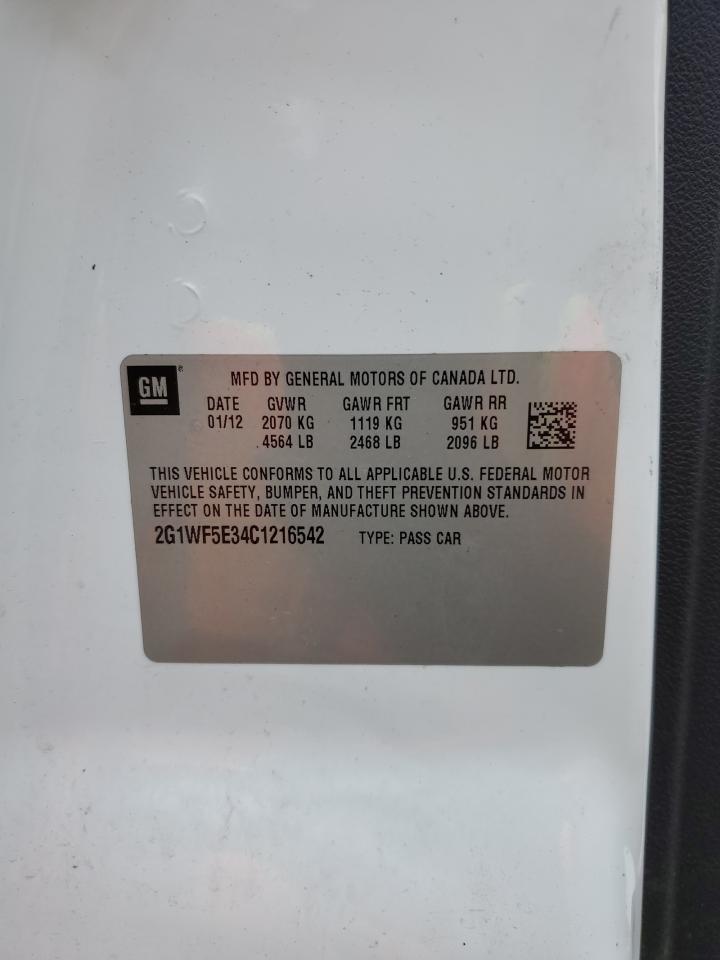 GM
MFD BY GENERAL MOTORS OF CANADA LTD.
DATE GVWR GAWR FRT GAWR RR
01/12 2070 KG 1119 KG 951 KG
4564 LB 2468 LB 2096 LB
THIS VEHICLE CONFORMS TO ALL APPLICABLE U.S. FEDERAL MOTOR
VEHICLE SAFETY, BUMPER, AND THEFT PREVENTION STANDARDS IN
EFFECT ON THE DATE OF MANUFACTURE SHOWN ABOVE.
2G1WF5E34C1216542 TYPE: PASS CAR